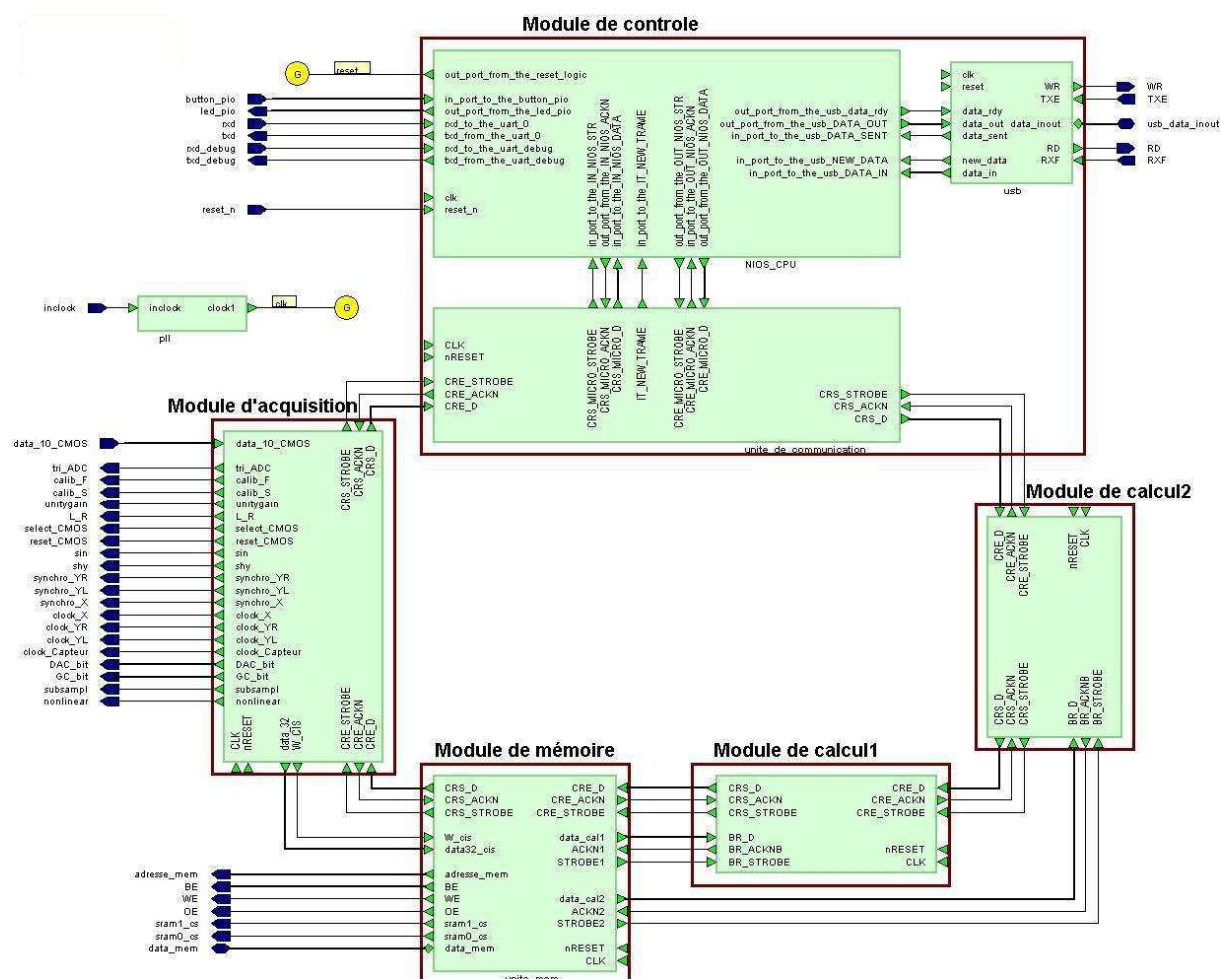 Module de controle
G
reset
out_port_from_the_reset_logic
button_pio
led_pio
rxd
txd
rxd_debug
txd_debug
reset_n
in_port_to_the_button_pio
out_port_from_the_led_pio
rxd_to_the_uart_0
txd_from_the_uart_0
rxd_to_the_uart_debug
txd_from_the_uart_debug
clk
reset_n
in_port_to_the_IN_NIOS_STR
out_port_from_the_IN_NIOS_ACKN
in_port_to_the_IN_NIOS_DATA
in_port_to_the_IT_NEW_TRAME
out_port_from_the_OUT_NIOS_STR
in_port_to_the_OUT_NIOS_ACKN
out_port_from_the_OUT_NIOS_DATA
out_port_from_the_usb_data_rdy
out_port_from_the_usb_DATA_OUT
in_port_to_the_usb_DATA_SENT
in_port_to_the_usb_NEW_DATA
in_port_to_the_usb_DATA_IN
NIOS_CPU
clk
reset
data_rdy
data_out
data_sent
new_data
data_in
WR
TXE
data_inout
RD
RXF
usb
WR
TXE
usb_data_inout
RD
RXF
inclock
inclock
clock1
pll
clk
G
CLK
nRESET
CRE_STROBE
CRE_ACKN
CRE_D
CRS_MICRO_STROBE
CRS_MICRO_ACKN
CRS_MICRO_D
IT_NEW_TRAME
CRE_MICRO_STROBE
CRE_MICRO_ACKN
CRE_MICRO_D
CRS_STROBE
CRS_ACKN
CRS_D
unite_de_communication
Module d'acquisition
data_10_CMOS
tri_ADC
calib_F
calib_S
unitygain
L_R
select_CMOS
reset_CMOS
sin
shy
synchro_YR
synchro_YL
synchro_X
clock_X
clock_YR
clock_YL
clock_Capteur
DAC_bit
GC_bit
subsampl
nonlinear
data_10_CMOS
tri_ADC
calib_F
calib_S
unitygain
L_R
select_CMOS
reset_CMOS
sin
shy
synchro_YR
synchro_YL
synchro_X
clock_X
clock_YR
clock_YL
clock_Capteur
DAC_bit
GC_bit
subsampl
nonlinear
CRS_STROBE
CRS_ACKN
CRS_D
CLK
nRESET
data_32
W_CIS
CRE_STROBE
CRE_ACKN
CRE_D
Module de calcul2
CRE_D
CRE_ACKN
CRE_STROBE
nRESET
CLK
CRS_D
CRS_ACKN
CRS_STROBE
BR_D
BR_ACKNB
BR_STROBE
Module de mémoire
CRS_D
CRS_ACKN
CRS_STROBE
W_cis
data32_cis
adresse_mem
BE
WE
OE
sram1_cs
sram0_cs
data_mem
CRE_D
CRE_ACKN
CRE_STROBE
data_cal1
ACKN1
STROBE1
data_cal2
ACKN2
STROBE2
nRESET
CLK
unite_mem
adresse_mem
BE
WE
OE
sram1_cs
sram0_cs
data_mem
Module de calcul1
CRS_D
CRS_ACKN
CRS_STROBE
BR_D
BR_ACKNB
BR_STROBE
CRE_D
CRE_ACKN
CRE_STROBE
nRESET
CLK